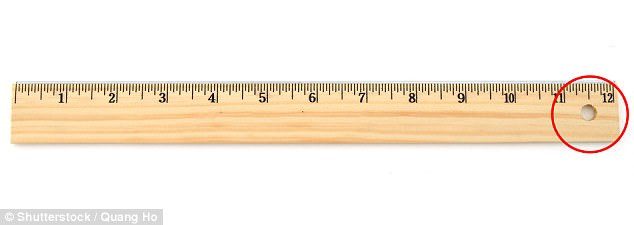 1 2 3 4 5 6 7 8 9 10 11 12
© Shutterstock / Quang Ho